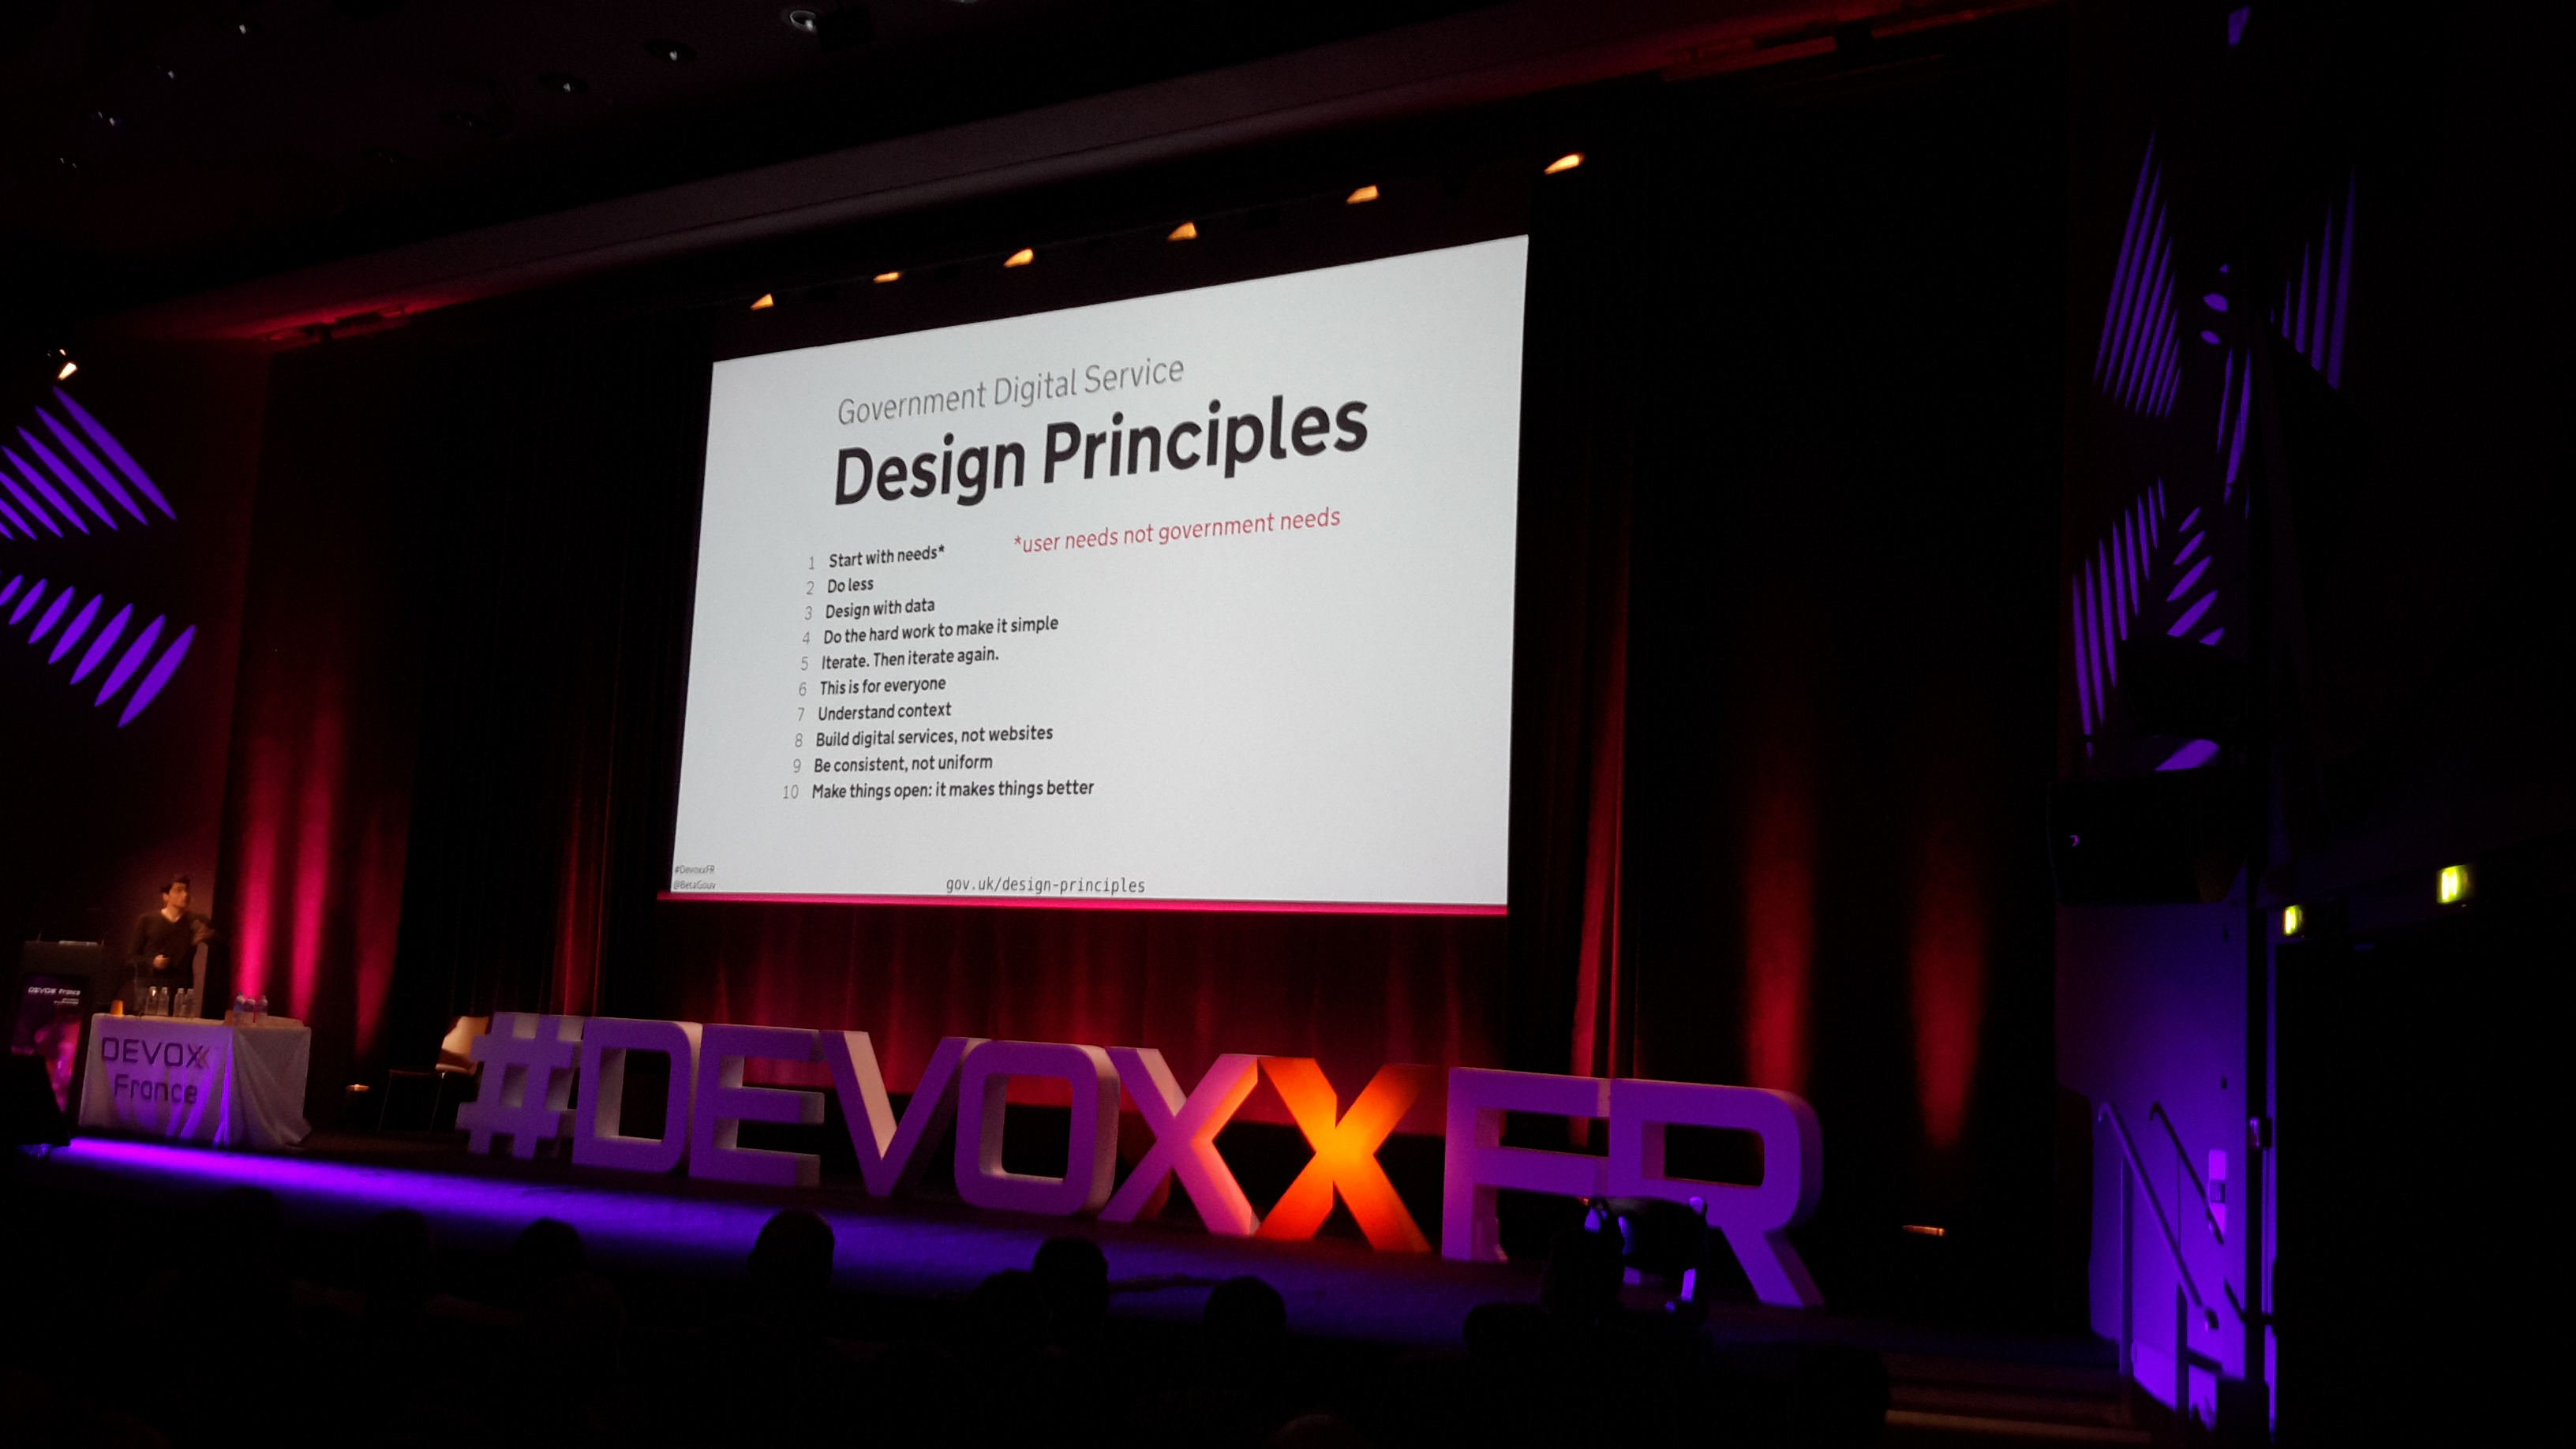 Government Digital Service
Design Principles
*user needs not government needs
1 Start with needs*
2 Do less
3 Design with data
4 Do the hard work to make it simple
5 Iterate. Then iterate again.
6 This is for everyone
7 Understand context
8 Build digital services, not websites
9 Be consistent, not uniform
10 Make things open: it makes things better
#DevoxxFR
@BetaGouv
gov.uk/design-principles
DEVOXX France
DEVOXX
France
#DEVOXXFR